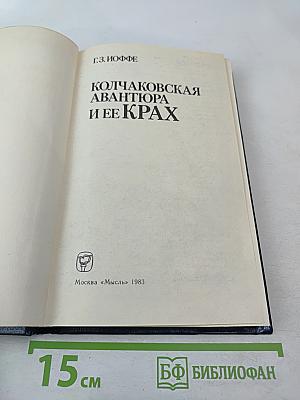 Г.З. ИОФФЕ
КОЛЧАКОВСКАЯ
АВАНТЮРА
И ЕЕ КРАХ
Москва «Мысль» 1983
15 см
БФ БИБЛИОФАН